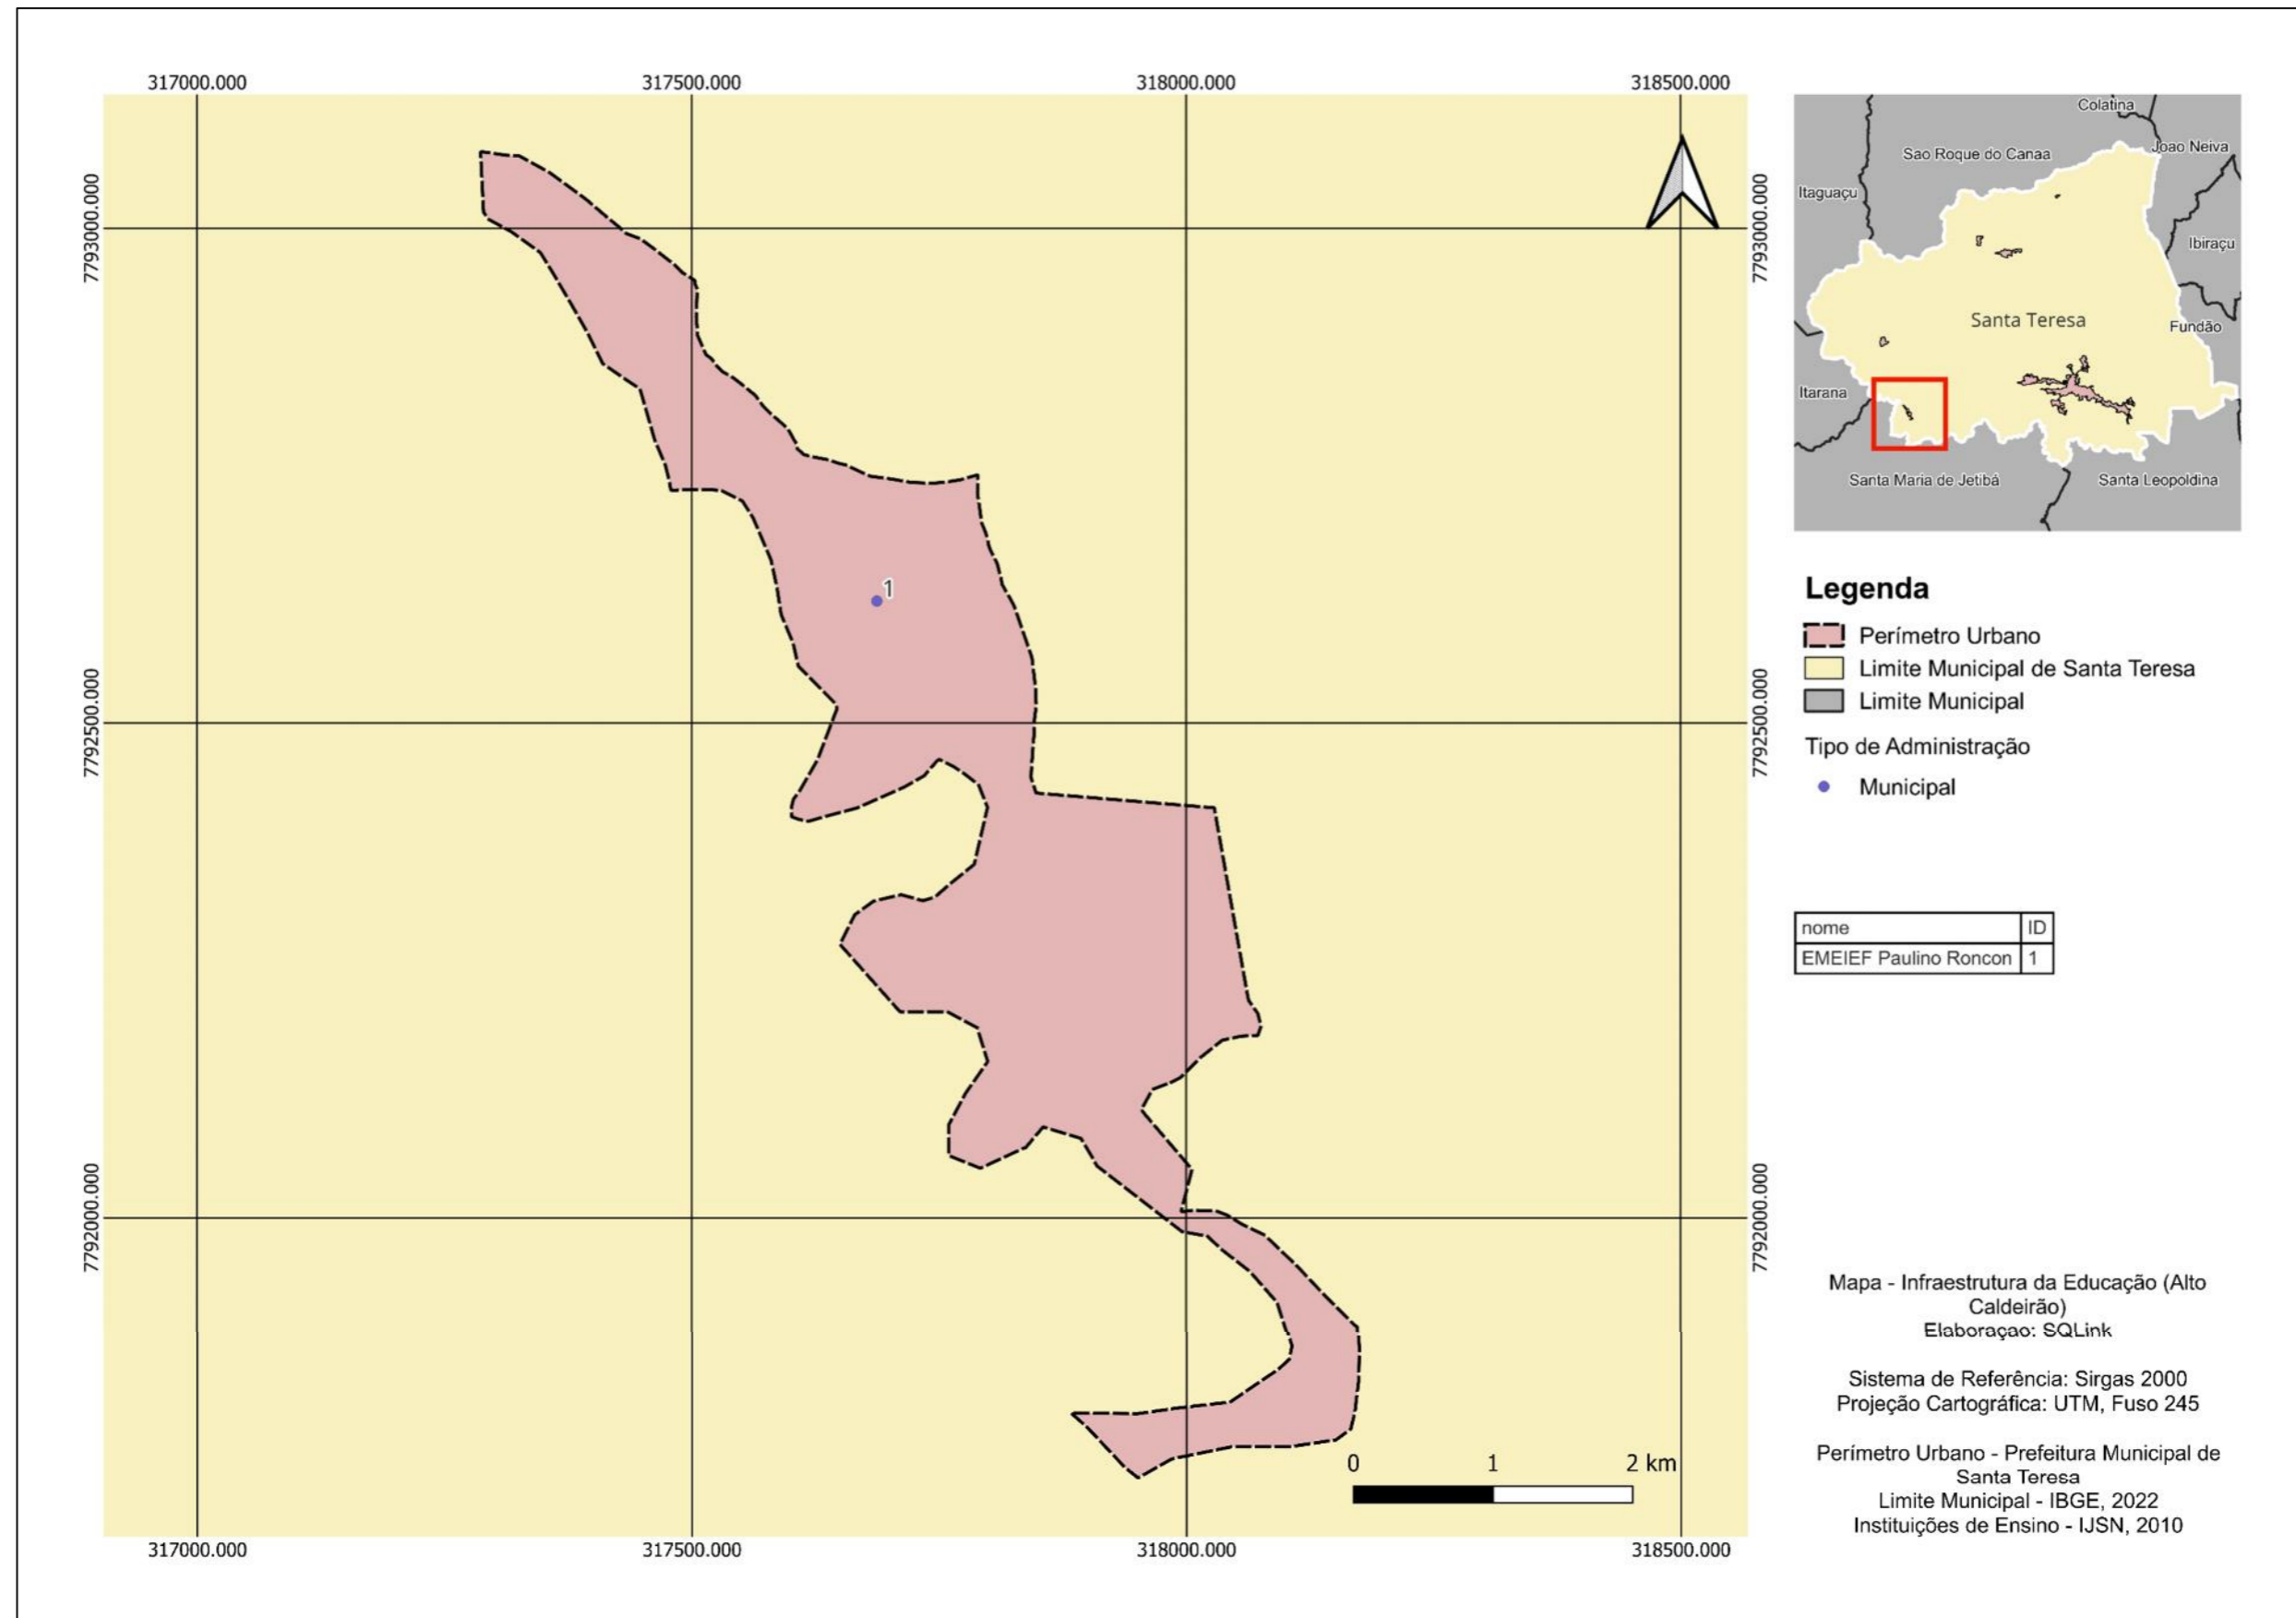 317000.000
317500.000
318000.000
318500.000
7793000.000
7793000.000
7792500.000
7792500.000
7792000.000
7792000.000
1
0
1
2 km
317000.000
317500.000
318000.000
318500.000
Colatina
Sao Roque do Canaa
Joao Neiva
Itaguaçu
Ibiraçu
Santa Teresa
Fundão
Itarana
Santa Maria de Jetibá
Santa Leopoldina
Legenda
Perímetro Urbano
Limite Municipal de Santa Teresa
Limite Municipal
Tipo de Administração
Municipal
nome ID
EMEIEF Paulino Roncon 1
Mapa - Infraestrutura da Educação (Alto
Caldeirão)
Elaboraçao: SQLink
Sistema de Referência: Sirgas 2000
Projeção Cartográfica: UTM, Fuso 245
Perímetro Urbano - Prefeitura Municipal de
Santa Teresa
Limite Municipal - IBGE, 2022
Instituições de Ensino - IJSN, 2010